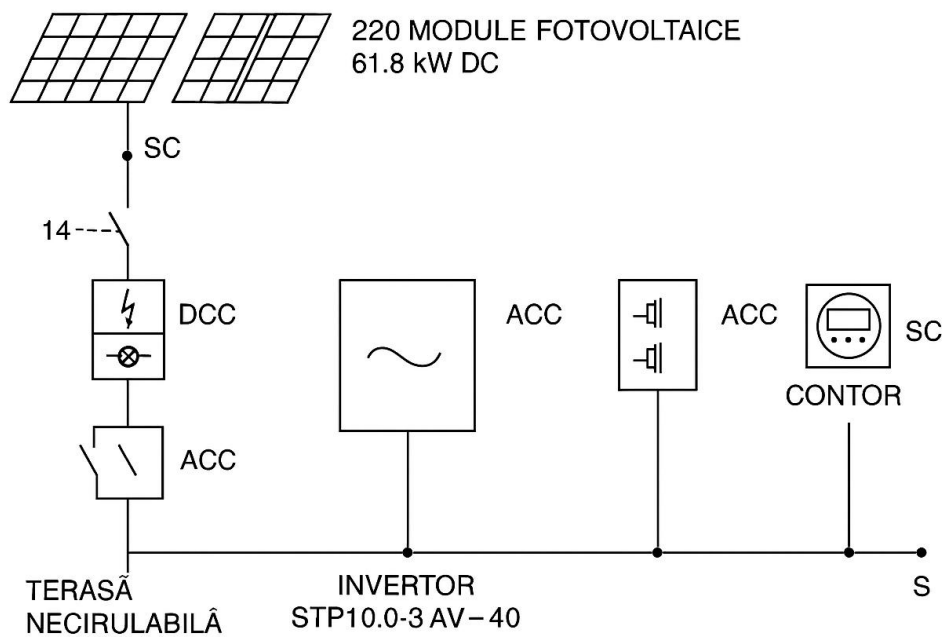 220 MODULE FOTOVOLTAICE
61.8 kW DC
SC
14
DCC
ACC
ACC
ACC
SC
CONTOR
TERASÃ
NECIRULABILÂ
INVERTOR
STP10.0-3 AV – 40
S